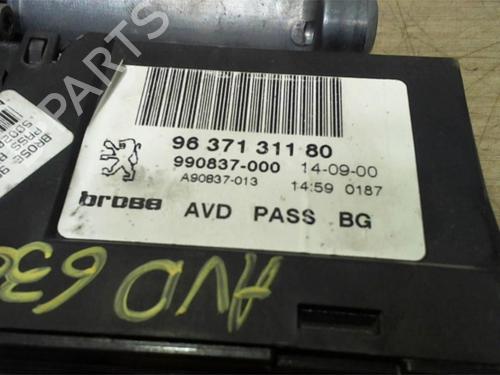 96 371 311 80
990837-000 14-09-00
A90837-013 14:59 0187
brose AVD PASS BG
AVD 630
B-PARTS